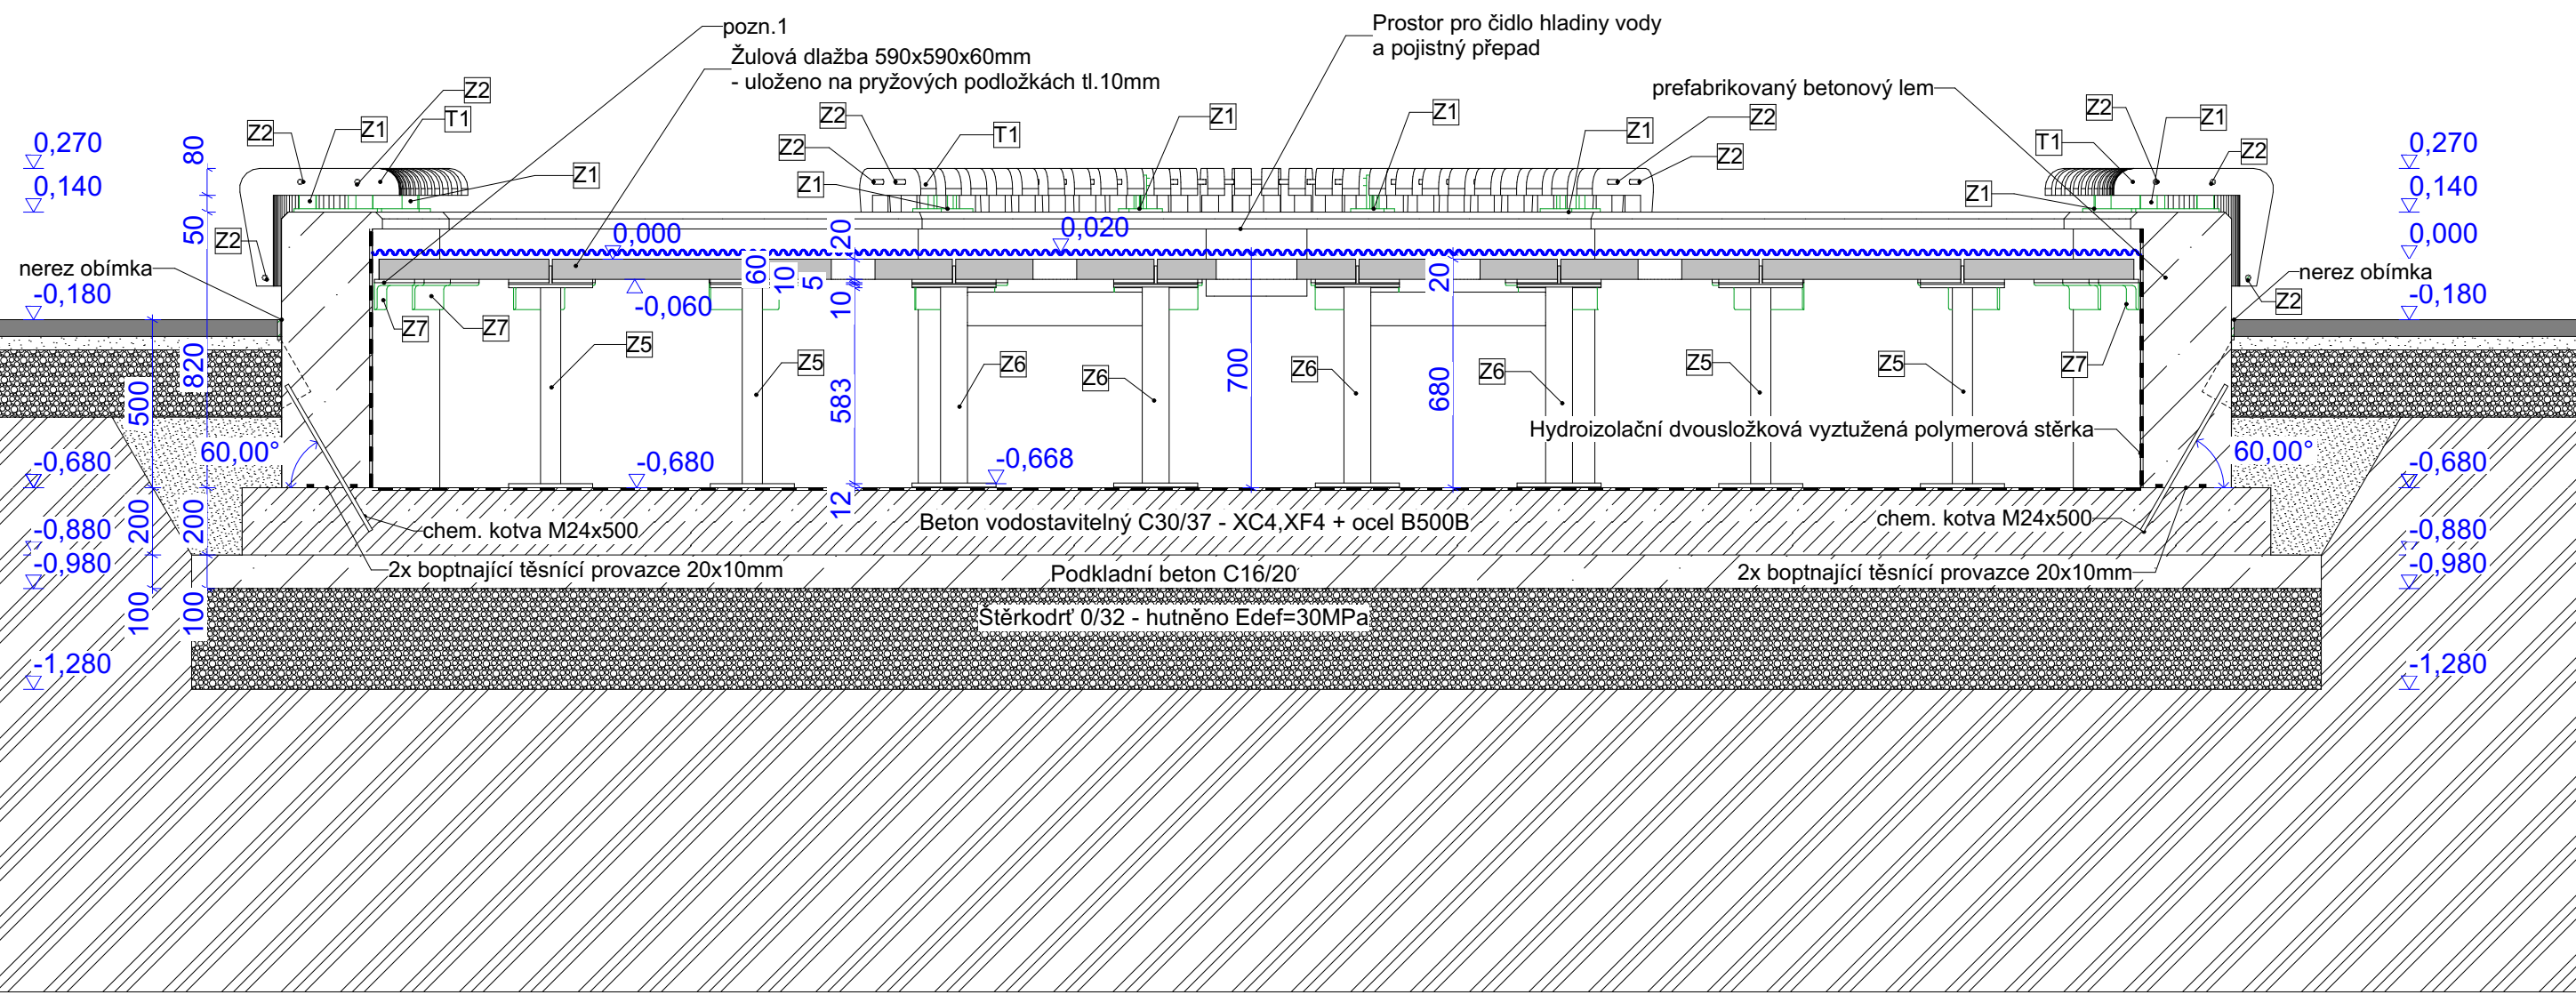 pozn.1
Žulová dlažba 590x590x60mm
- uloženo na pryžových podložkách tl.10mm
Prostor pro čidlo hladiny vody
a pojistný přepad
prefabrikovaný betonový lem
Z2
Z2
Z1
T1
Z1
Z2
Z2
Z2
T1
Z1
Z1
Z1
Z1
Z2
Z2
Z2
Z1
T1
Z2
Z1
Z2
0,270
0,140
80
50
0,270
0,140
0,000
nerez obímka
-0,180
nerez obímka
-0,180
0,000
0,020
60
10
5
20
10
-0,060
20
Z7
Z7
Z5
Z5
Z6
Z6
Z6
Z6
Z5
Z5
Z7
500
820
583
700
680
60,00°
60,00°
Hydroizolační dvousložková vyztužená polymerová stěrka
-0,680
-0,680
-0,668
-0,680
12
200
200
-0,880
-0,980
-0,880
-0,980
chem. kotva M24x500
Beton vodostavitelný C30/37 - XC4,XF4 + ocel B500B
chem. kotva M24x500
2x boptnající těsnící provazce 20x10mm
Podkladní beton C16/20
2x boptnající těsnící provazce 20x10mm
100
100
Štěrkodrť 0/32 - hutněno Edef=30MPa
-1,280
-1,280